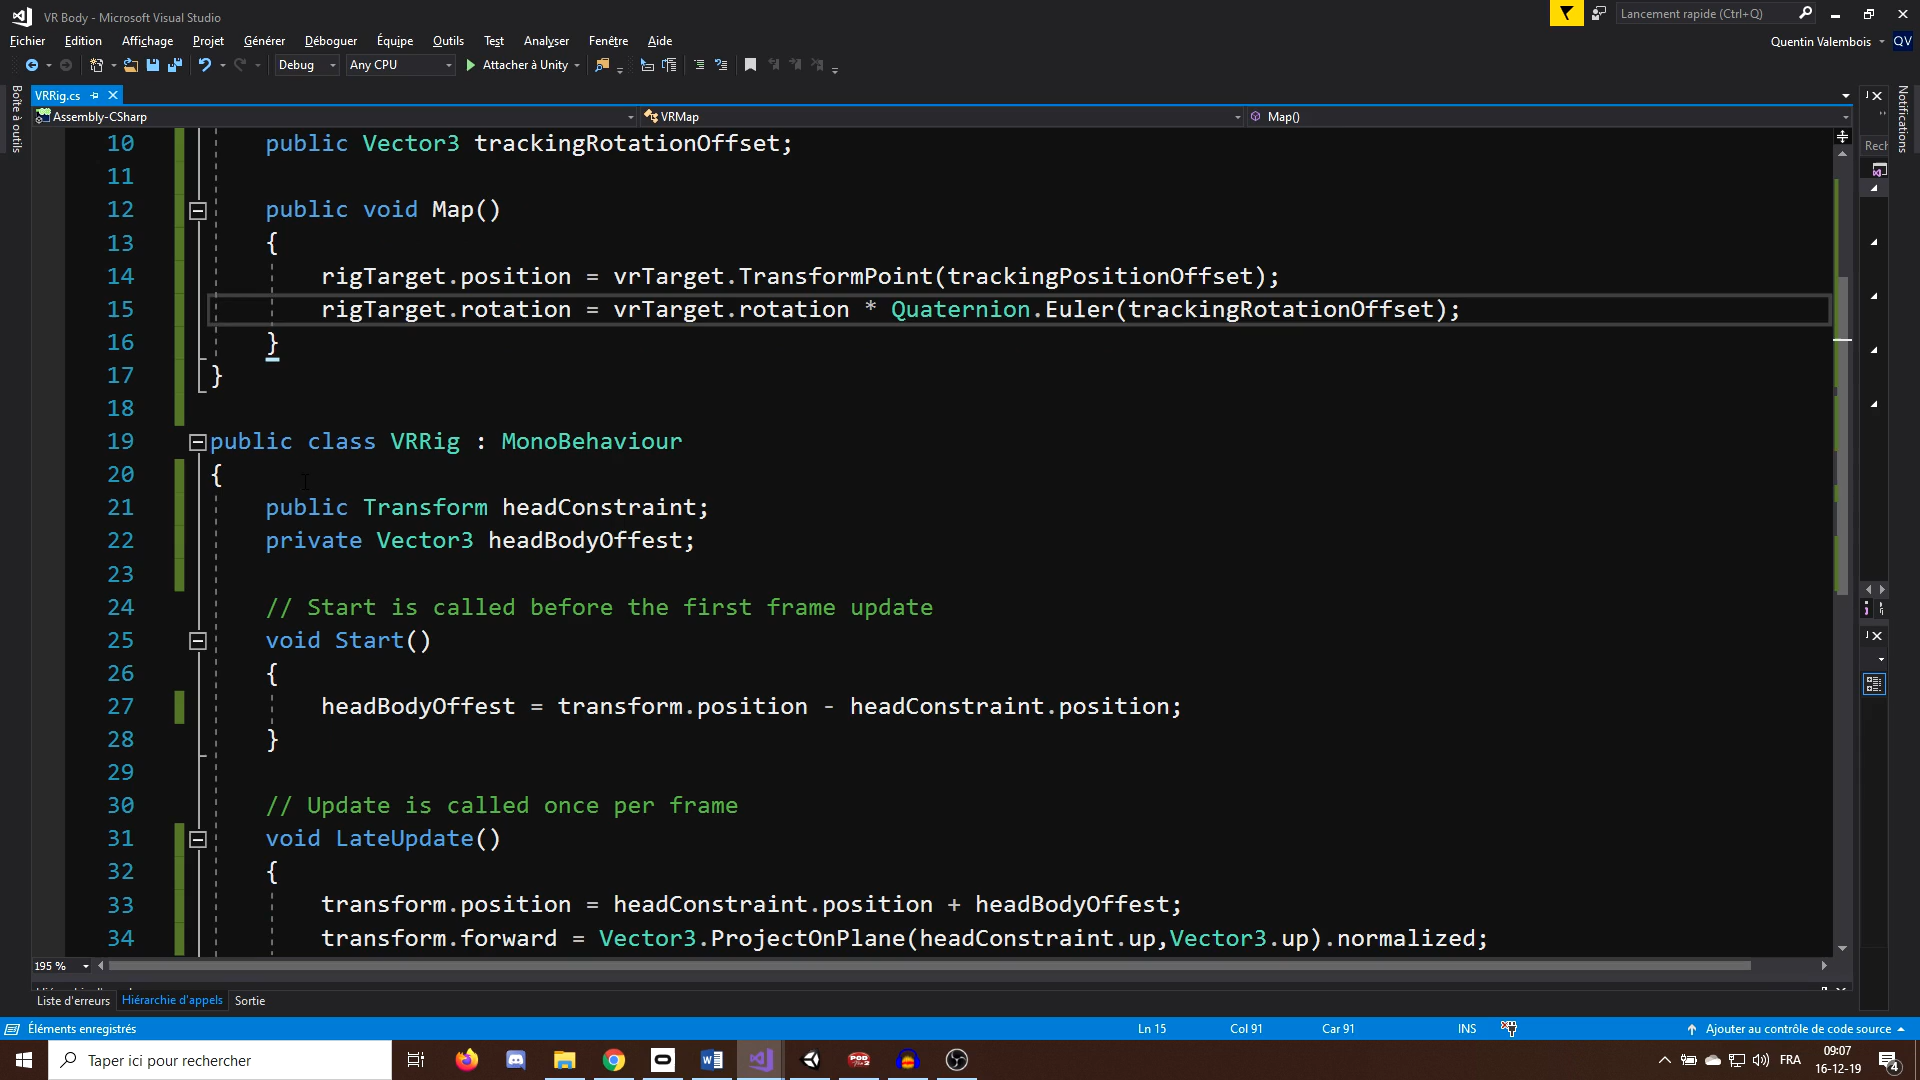 VR Body - Microsoft Visual Studio
Lancement rapide (Ctrl+Q)
Fichier Edition Affichage Projet Générer Déboguer Équipe Outils Test Analyser Fenêtre Aide
Quentin Valembois QV
Debug Any CPU Attacher à Unity
Boîte à outils
VRRig.cs
Notifications
Assembly-CSharp VRMap Map()
Rech
10 public Vector3 trackingRotationOffset;
11
12 public void Map()
13 {
14 rigTarget.position = vrTarget.TransformPoint(trackingPositionOffset);
15 rigTarget.rotation = vrTarget.rotation * Quaternion.Euler(trackingRotationOffset);
16 }
17 }
18
19 public class VRRig : MonoBehaviour
20 {
21 public Transform headConstraint;
22 private Vector3 headBodyOffest;
23
24 // Start is called before the first frame update
25 void Start()
26 {
27 headBodyOffest = transform.position - headConstraint.position;
28 }
29
30 // Update is called once per frame
31 void LateUpdate()
32 {
33 transform.position = headConstraint.position + headBodyOffest;
34 transform.forward = Vector3.ProjectOnPlane(headConstraint.up,Vector3.up).normalized;
195 %
Liste d'erreurs Hiérarchie d'appels Sortie
Éléments enregistrés Ln 15 Col 91 Car 91 INS Ajouter au contrôle de code source
Taper ici pour rechercher
FRA
09:07
16-12-19
4